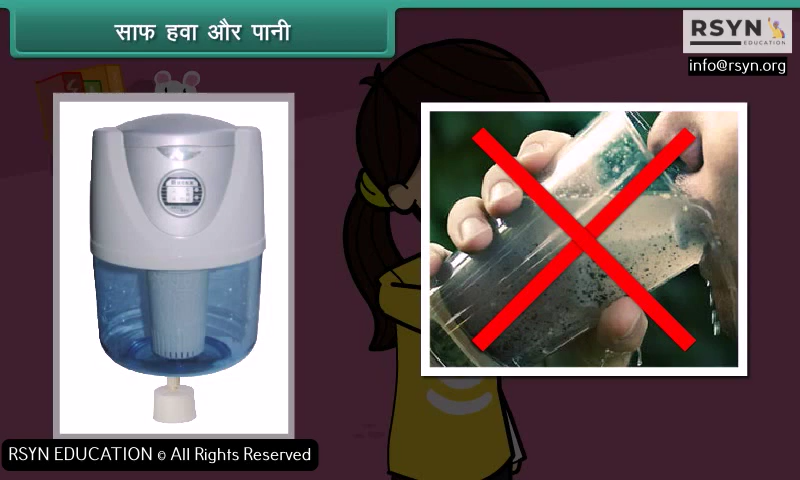 साफ हवा और पानी
RSYN
EDUCATION
info@rsyn.org
RSYN EDUCATION © All Rights Reserved